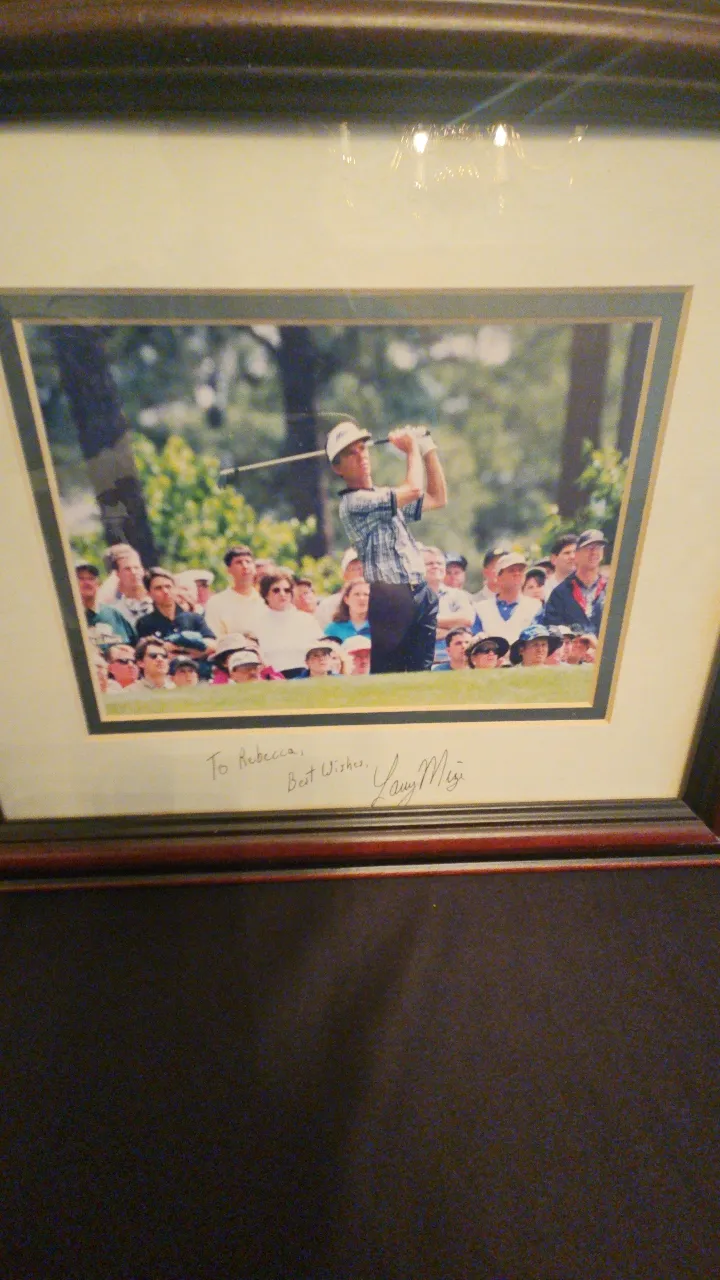 To Rebecca,
Best Wishes,
Larry Mize